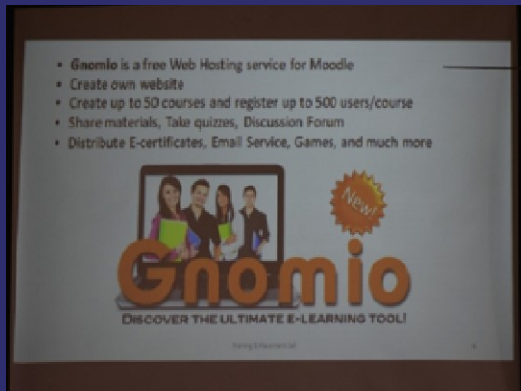 • Gnomio is a free Web Hosting service for Moodle
• Create own website
• Create up to 50 courses and register up to 500 users/course
• Share materials, Take quizzes, Discussion Forum
• Distribute E-certificates, Email Service, Games, and much more
New!
Gnomio
DISCOVER THE ULTIMATE E-LEARNING TOOL!